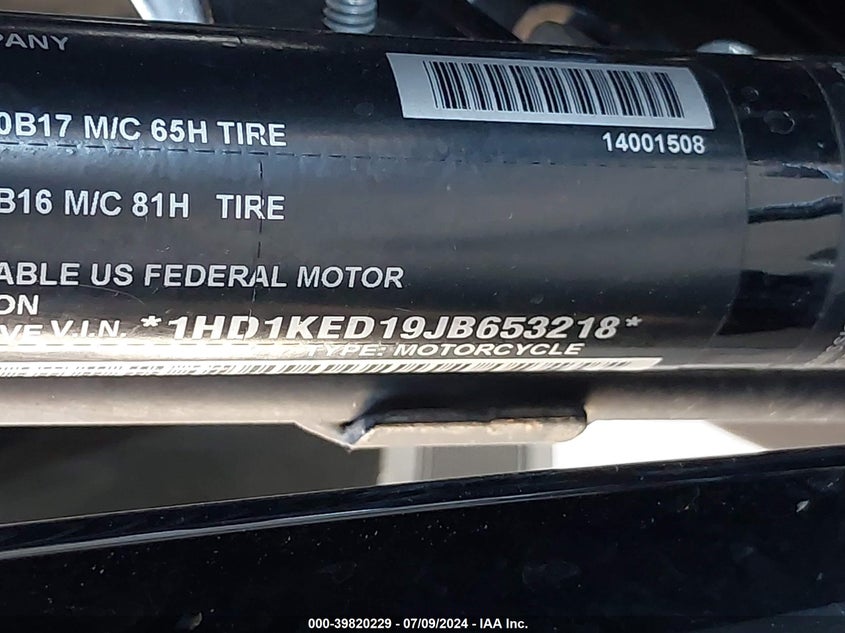 PANY
0B17 M/C 65H TIRE
14001508
B16 M/C 81H TIRE
ABLE US FEDERAL MOTOR
ON
VE V.I.N. *1HD1KED19JB653218*
TYPE: MOTORCYCLE
000-39820229 - 07/09/2024 - IAA Inc.